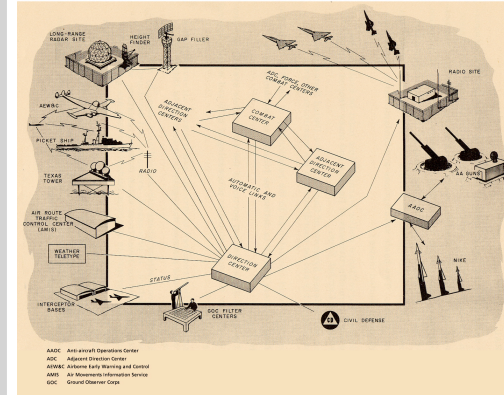 LONG-RANGE
RADAR SITE
HEIGHT
FINDER
GAP FILLER
RADIO SITE
ADC, FORCE, OTHER
COMBAT CENTERS
ADJACENT
DIRECTION
CENTERS
COMBAT
CENTER
AEW&C
PICKET SHIP
RADIO
ADJACENT
DIRECTION
CENTER
AA GUNS
TEXAS
TOWER
AUTOMATIC AND
VOICE LINKS
AADC
AIR ROUTE
TRAFFIC
CONTROL CENTER
(AMIS)
WEATHER
TELETYPE
DIRECTION
CENTER
STATUS
NIKE
INTERCEPTOR
BASES
GOC FILTER
CENTERS
CD
CIVIL DEFENSE
AAOC Anti-aircraft Operations Center
ADC Adjacent Direction Center
AEW&C Airborne Early Warning and Control
AMIS Air Movements Information Service
GOC Ground Observer Corps